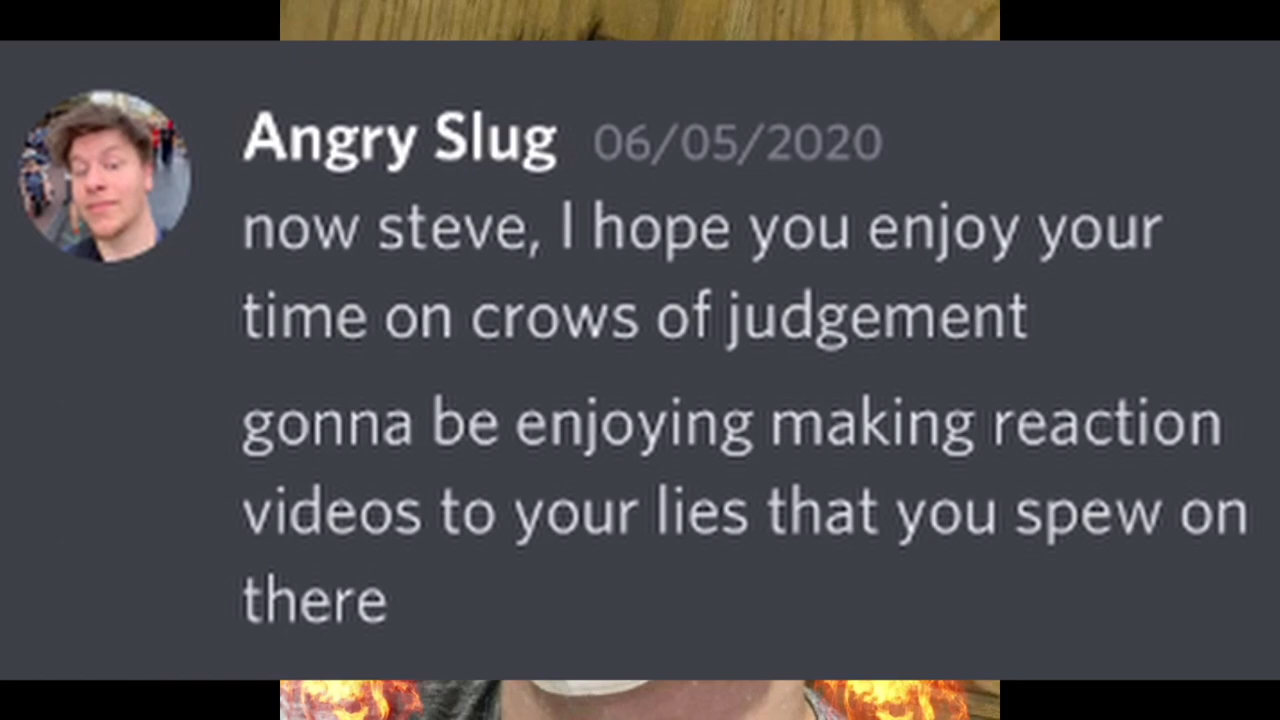 Angry Slug 06/05/2020
now steve, I hope you enjoy your
time on crows of judgement
gonna be enjoying making reaction
videos to your lies that you spew on
there